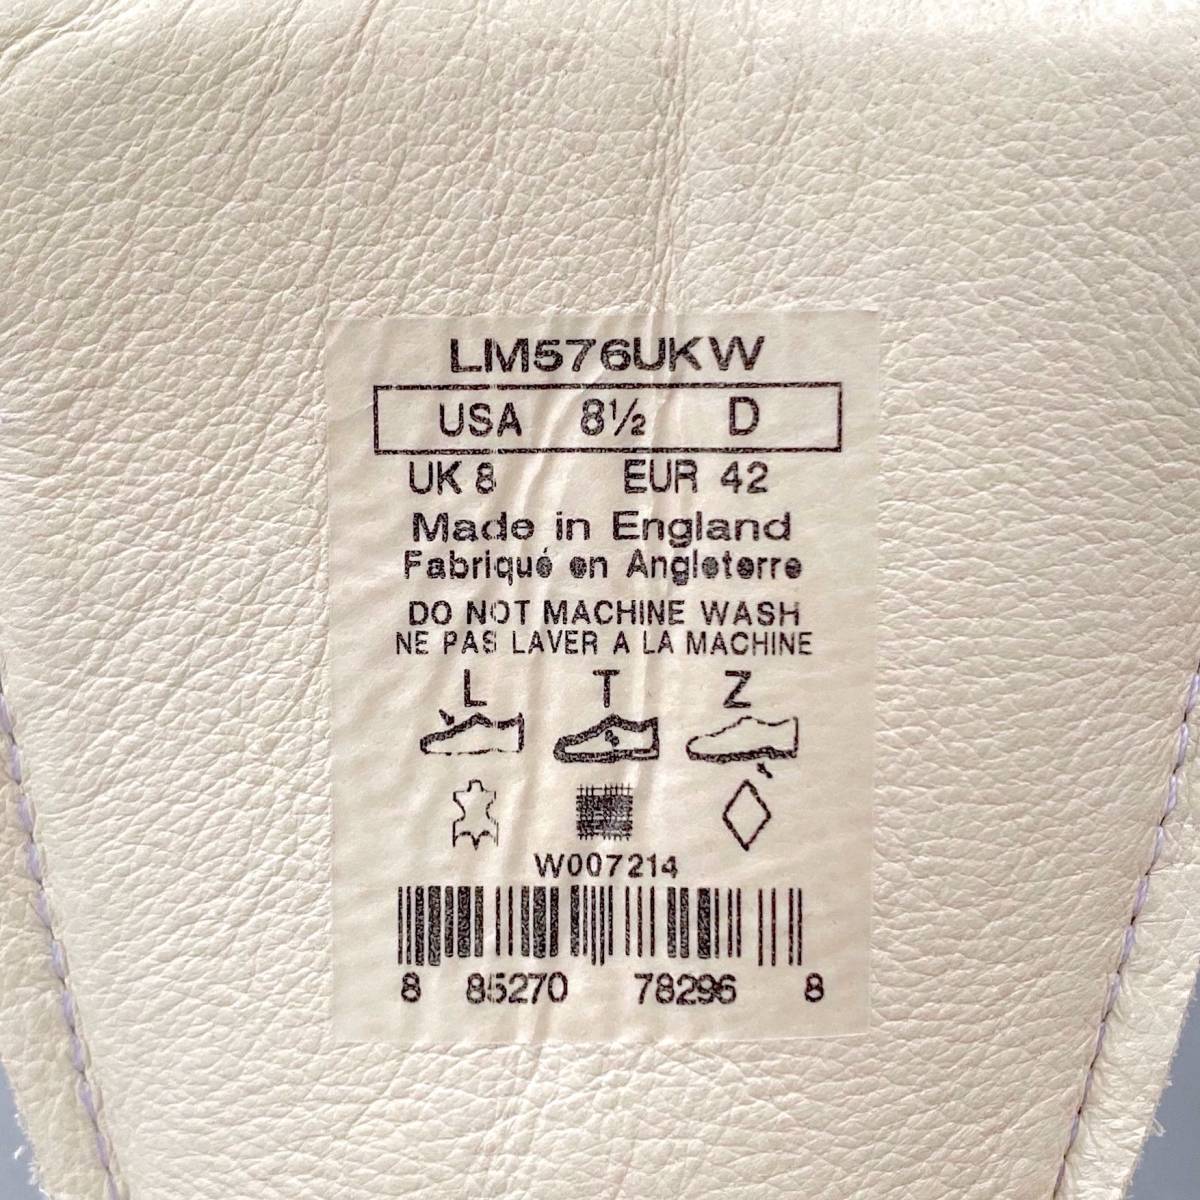 LM576UKW
USA 8½ D
UK 8 EUR 42
Made in England
Fabriqué en Angleterre
DO NOT MACHINE WASH
NE PAS LAVER A LA MACHINE
L T Z
W007214
8 85270 78296 8